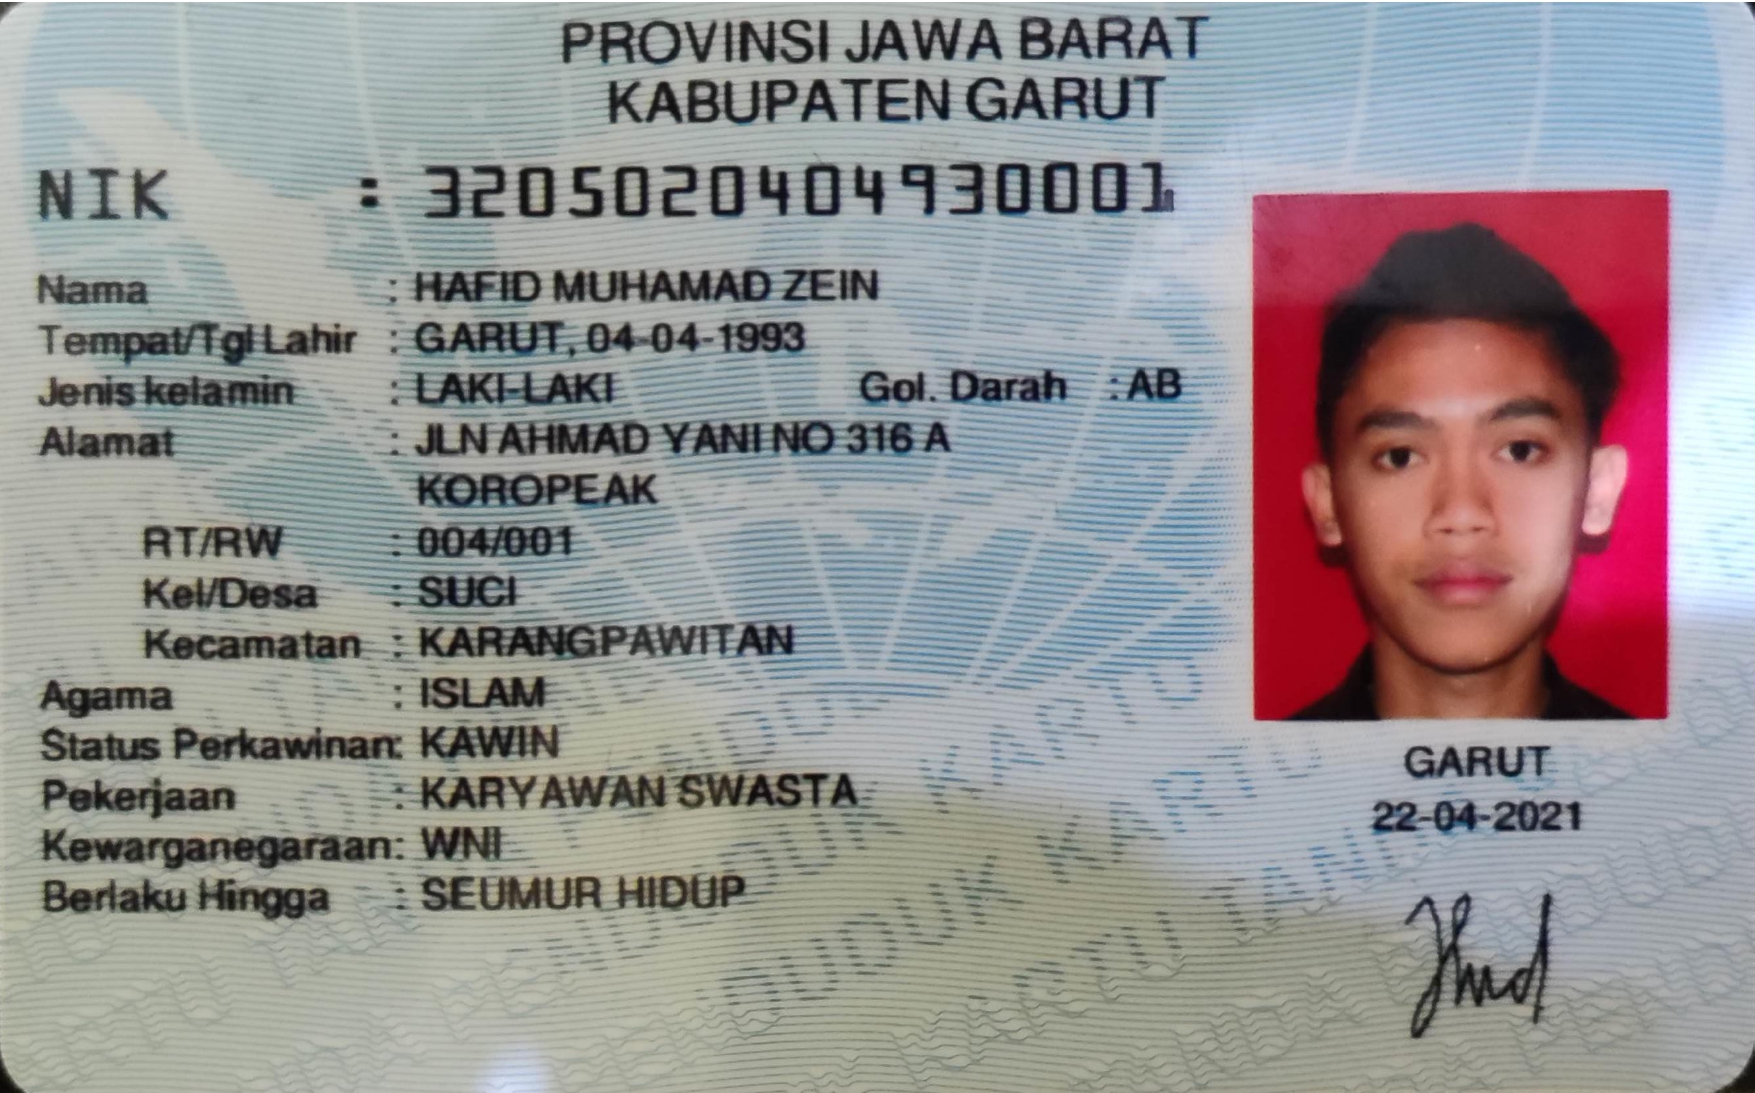 PROVINSI JAWA BARAT
KABUPATEN GARUT
NIK : 3205020404930001
Nama : HAFID MUHAMAD ZEIN
Tempat/Tgl Lahir : GARUT, 04-04-1993
Jenis kelamin : LAKI-LAKI Gol. Darah : AB
Alamat : JLN AHMAD YANI NO 316 A
KOROPEAK
RT/RW : 004/001
Kel/Desa : SUCI
Kecamatan : KARANGPAWITAN
Agama : ISLAM
Status Perkawinan: KAWIN
Pekerjaan : KARYAWAN SWASTA
Kewarganegaraan: WNI
Berlaku Hingga : SEUMUR HIDUP
GARUT
22-04-2021